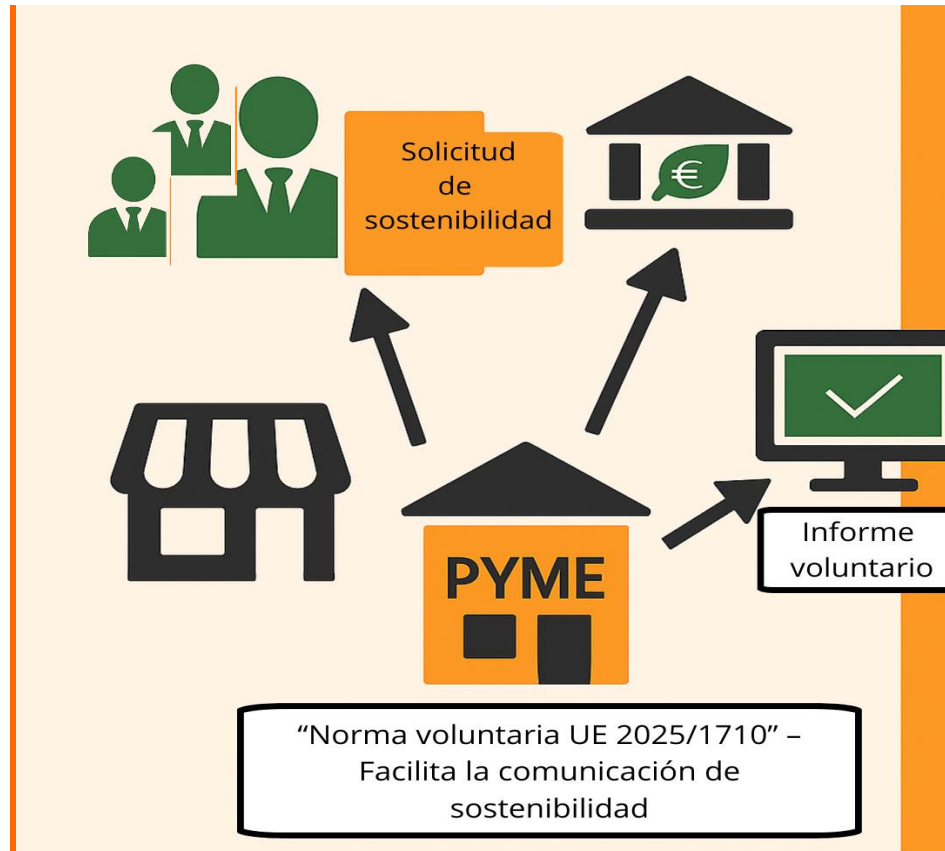 Solicitud
de
sostenibilidad
€
PYME
Informe
voluntario
“Norma voluntaria UE 2025/1710” –
Facilita la comunicación de
sostenibilidad